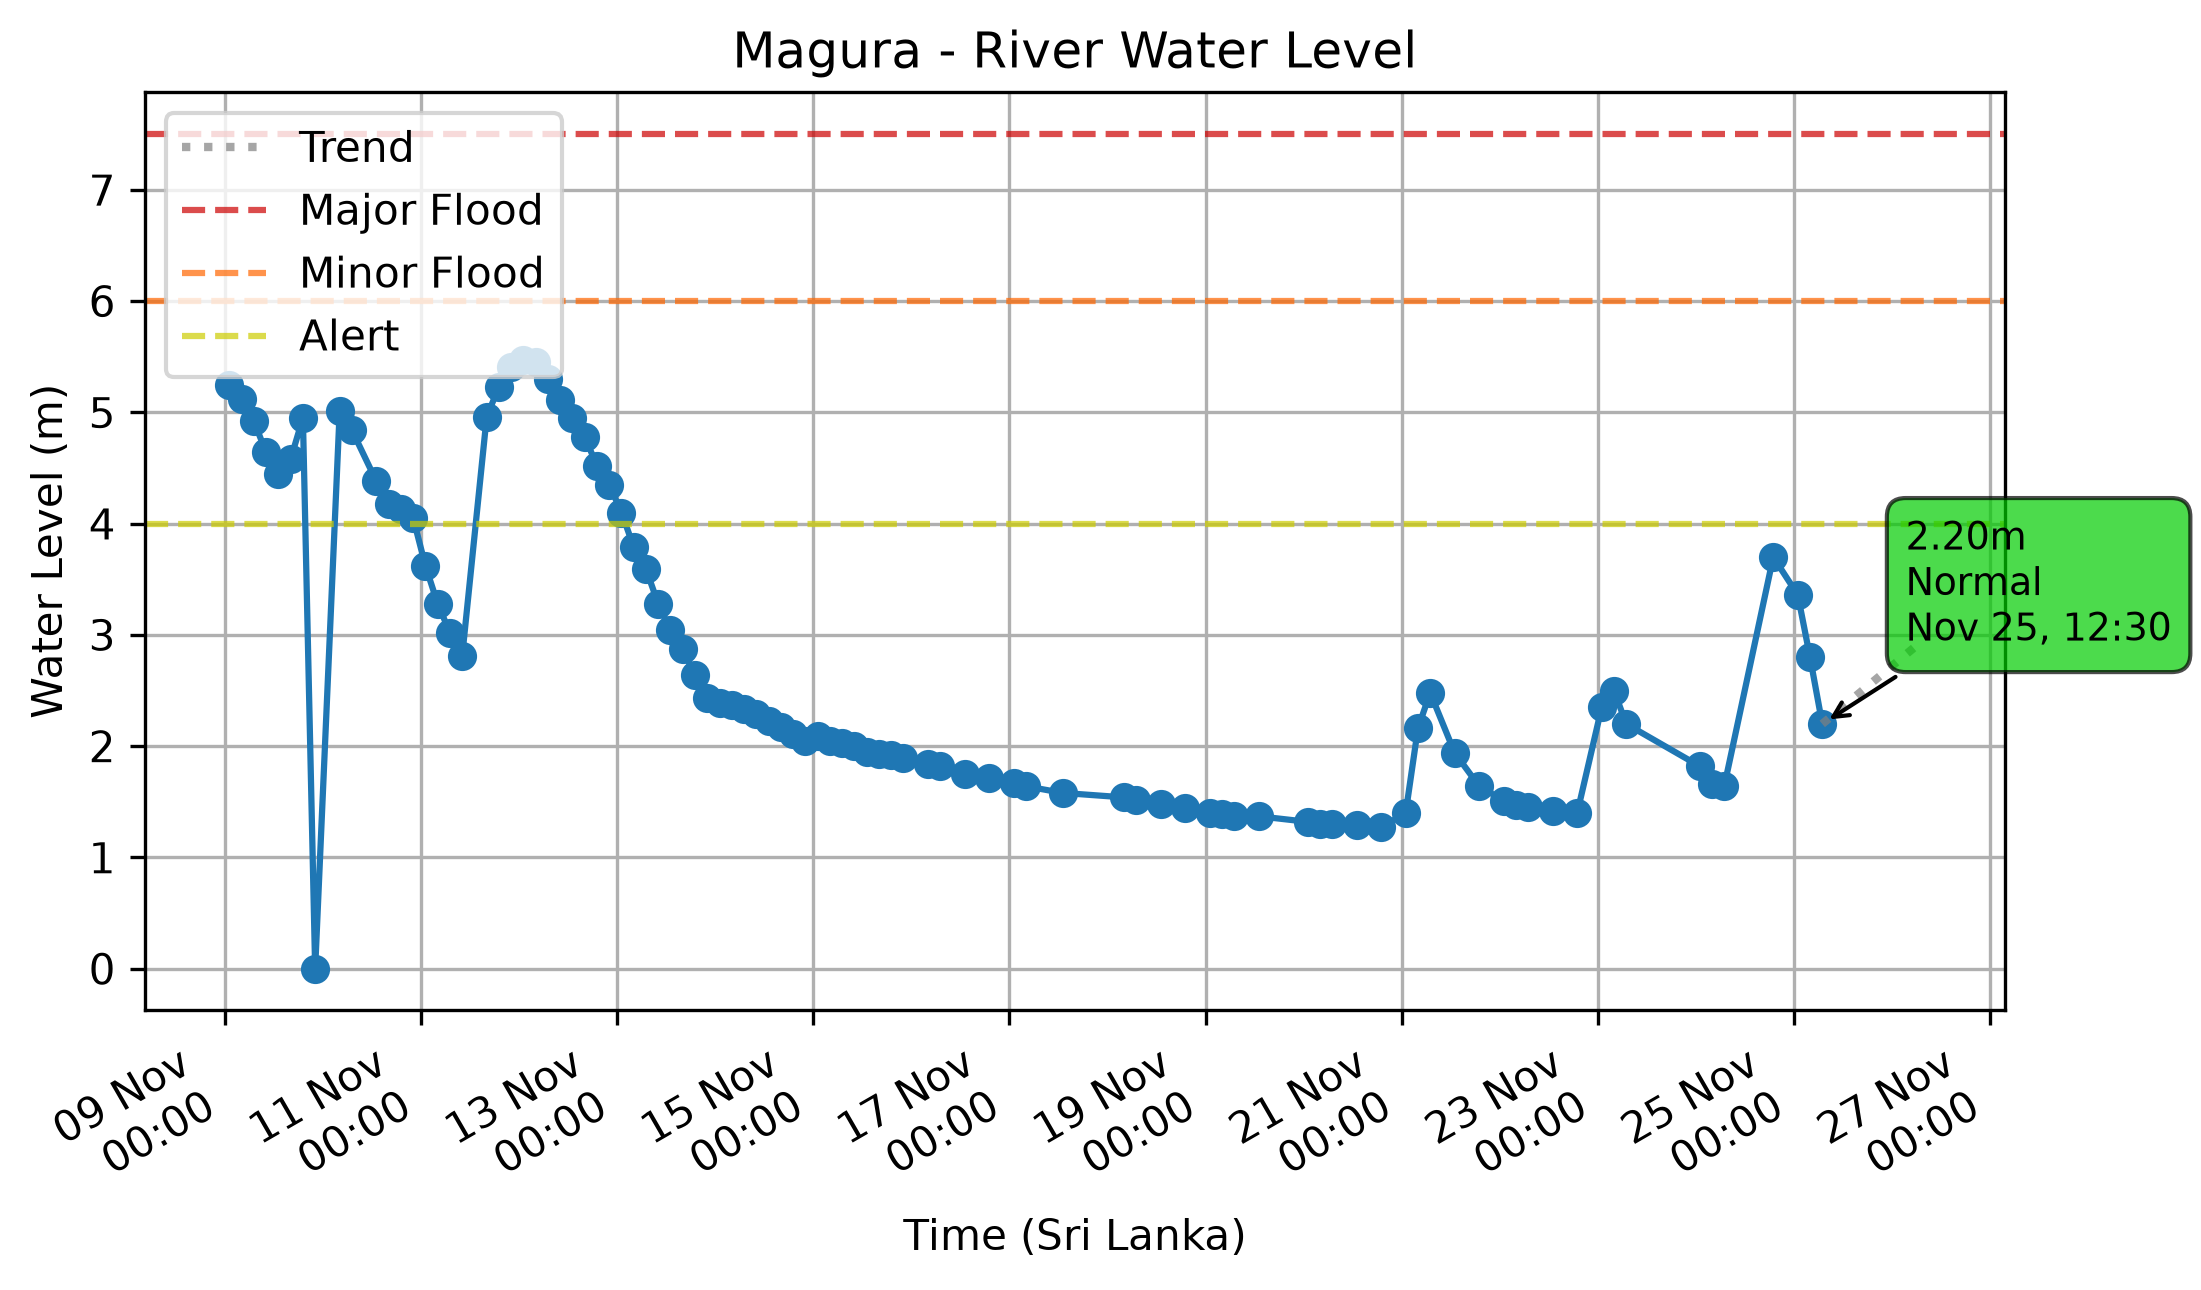 Magura - River Water Level
Trend
Major Flood
Minor Flood
Alert
7
6
5
4
3
2
1
0
Water Level (m)
2.20m
Normal
Nov 25, 12:30
09 Nov
00:00
11 Nov
00:00
13 Nov
00:00
15 Nov
00:00
17 Nov
00:00
19 Nov
00:00
21 Nov
00:00
23 Nov
00:00
25 Nov
00:00
27 Nov
00:00
Time (Sri Lanka)